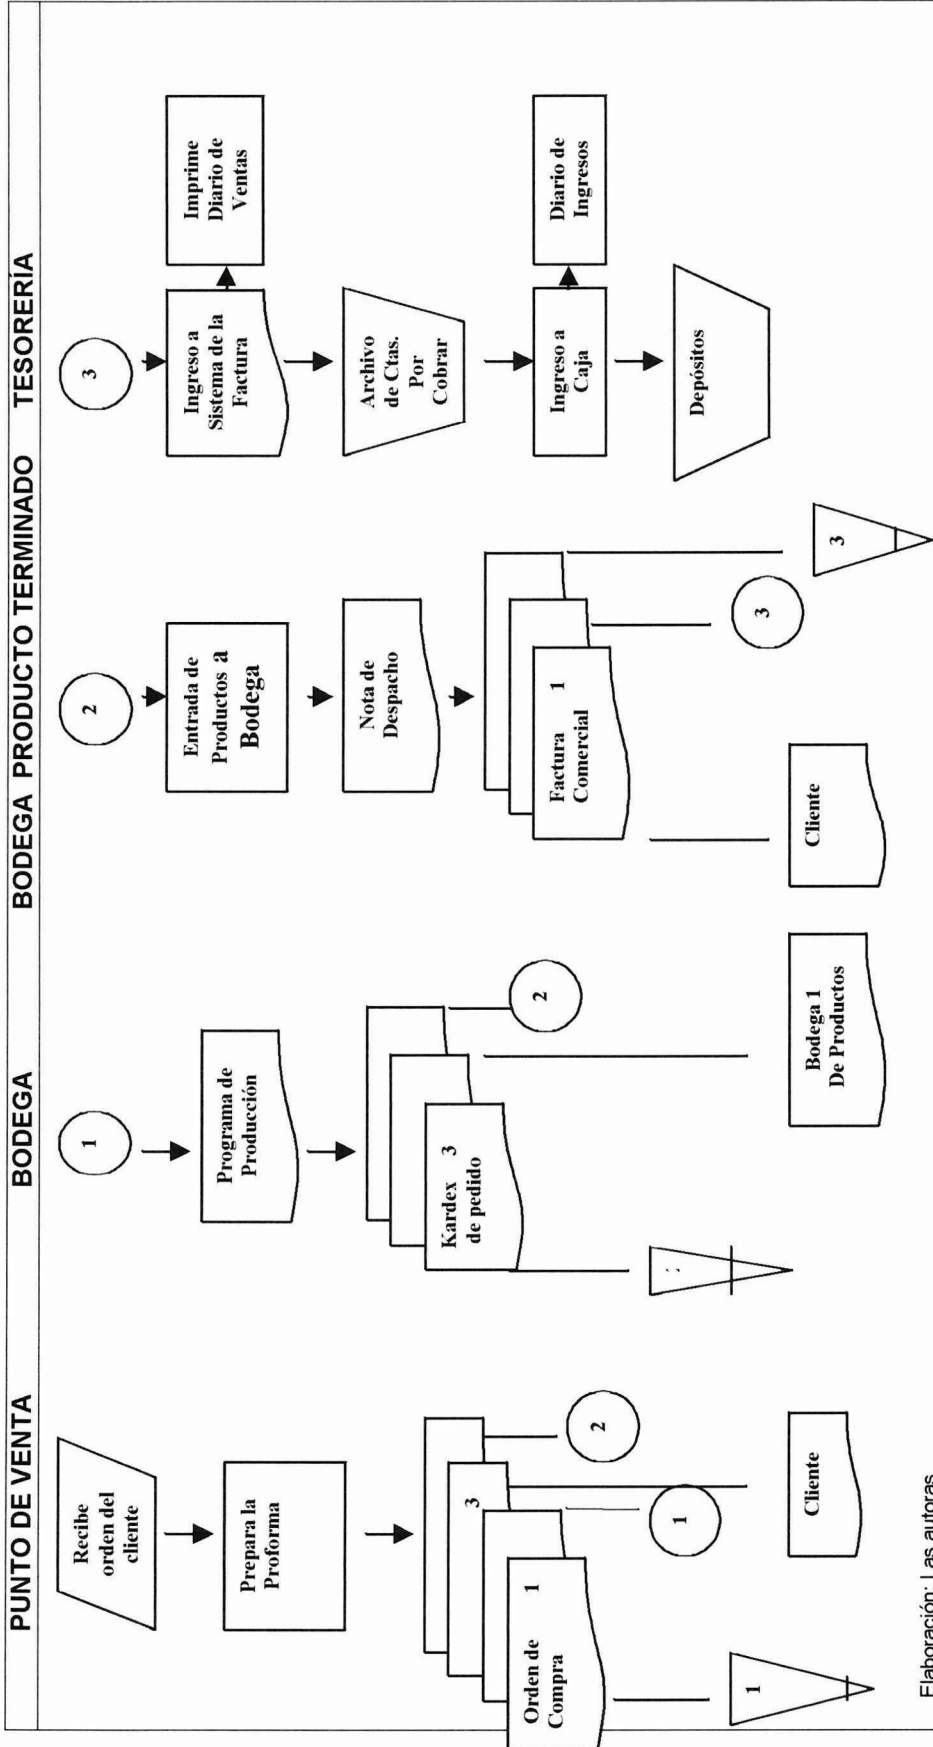 PUNTO DE VENTA BODEGA BODEGA PRODUCTO TERMINADO TESORERÍA
Recibe
orden del
cliente
Prepara la
Proforma
3
Orden de 1
Compra
2
1
1
Cliente
1
Programa de
Producción
Kardex 3
de pedido
2
Bodega 1
De Productos
2
Entrada de
Productos a
Bodega
Nota de
Despacho
Factura 1
Comercial
3
3
Cliente
3
Ingreso a
Sistema de la
Factura
Imprime
Diario de
Ventas
Archivo
de Ctas.
Por
Cobrar
Ingreso a
Caja
Diario de
Ingresos
Depósitos
Elaboración: Las autoras